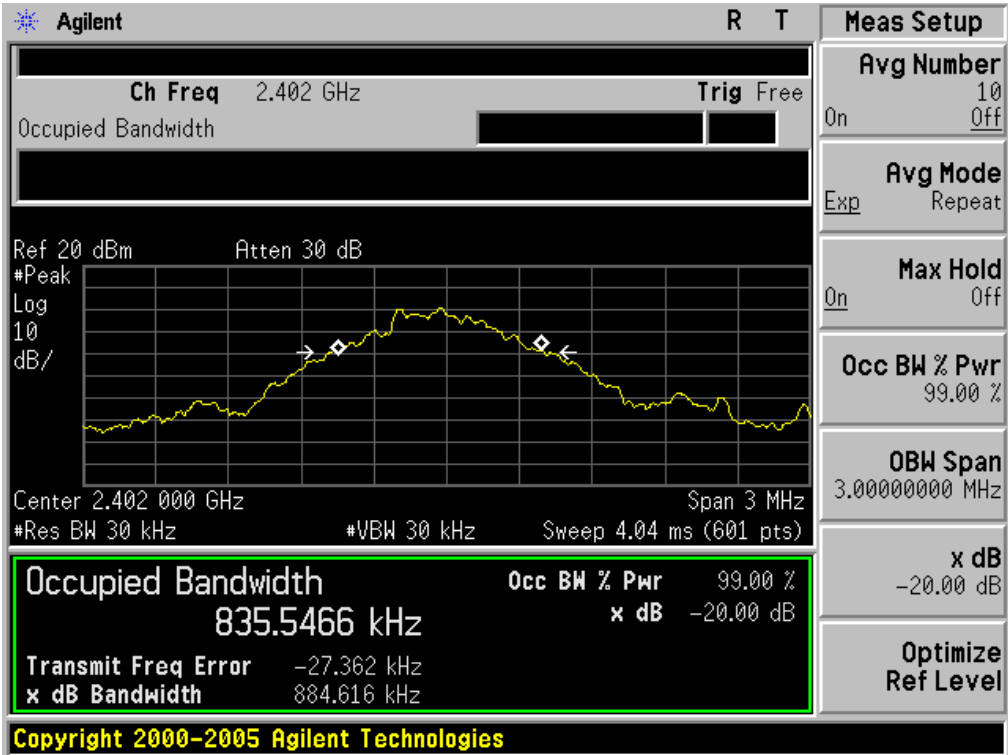 Agilent R T Meas Setup
Ch Freq 2.402 GHz Trig Free
Occupied Bandwidth
Ref 20 dBm Atten 30 dB
#Peak
Log
10
dB/
Center 2.402 000 GHz Span 3 MHz
#Res BW 30 kHz #VBW 30 kHz Sweep 4.04 ms (601 pts)
Occupied Bandwidth Occ BW % Pwr 99.00 %
835.5466 kHz x dB -20.00 dB
Transmit Freq Error -27.362 kHz
x dB Bandwidth 884.616 kHz
Avg Number
10
On Off
Avg Mode
Exp Repeat
Max Hold
On Off
Occ BW % Pwr
99.00 %
OBW Span
3.00000000 MHz
x dB
-20.00 dB
Optimize
Ref Level
Copyright 2000-2005 Agilent Technologies